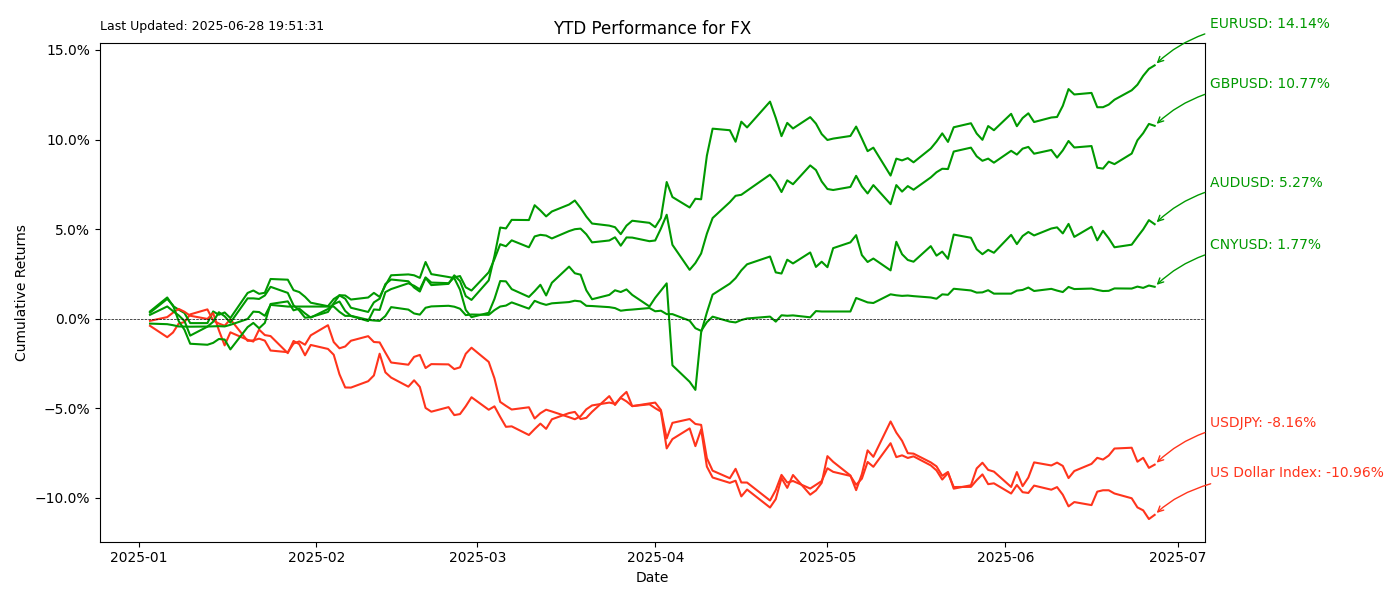 Last Updated: 2025-06-28 19:51:31
YTD Performance for FX
EURUSD: 14.14%
GBPUSD: 10.77%
AUDUSD: 5.27%
CNYUSD: 1.77%
USDJPY: -8.16%
US Dollar Index: -10.96%
Cumulative Returns
15.0%
10.0%
5.0%
0.0%
−5.0%
−10.0%
2025-01 2025-02 2025-03 2025-04 2025-05 2025-06 2025-07
Date